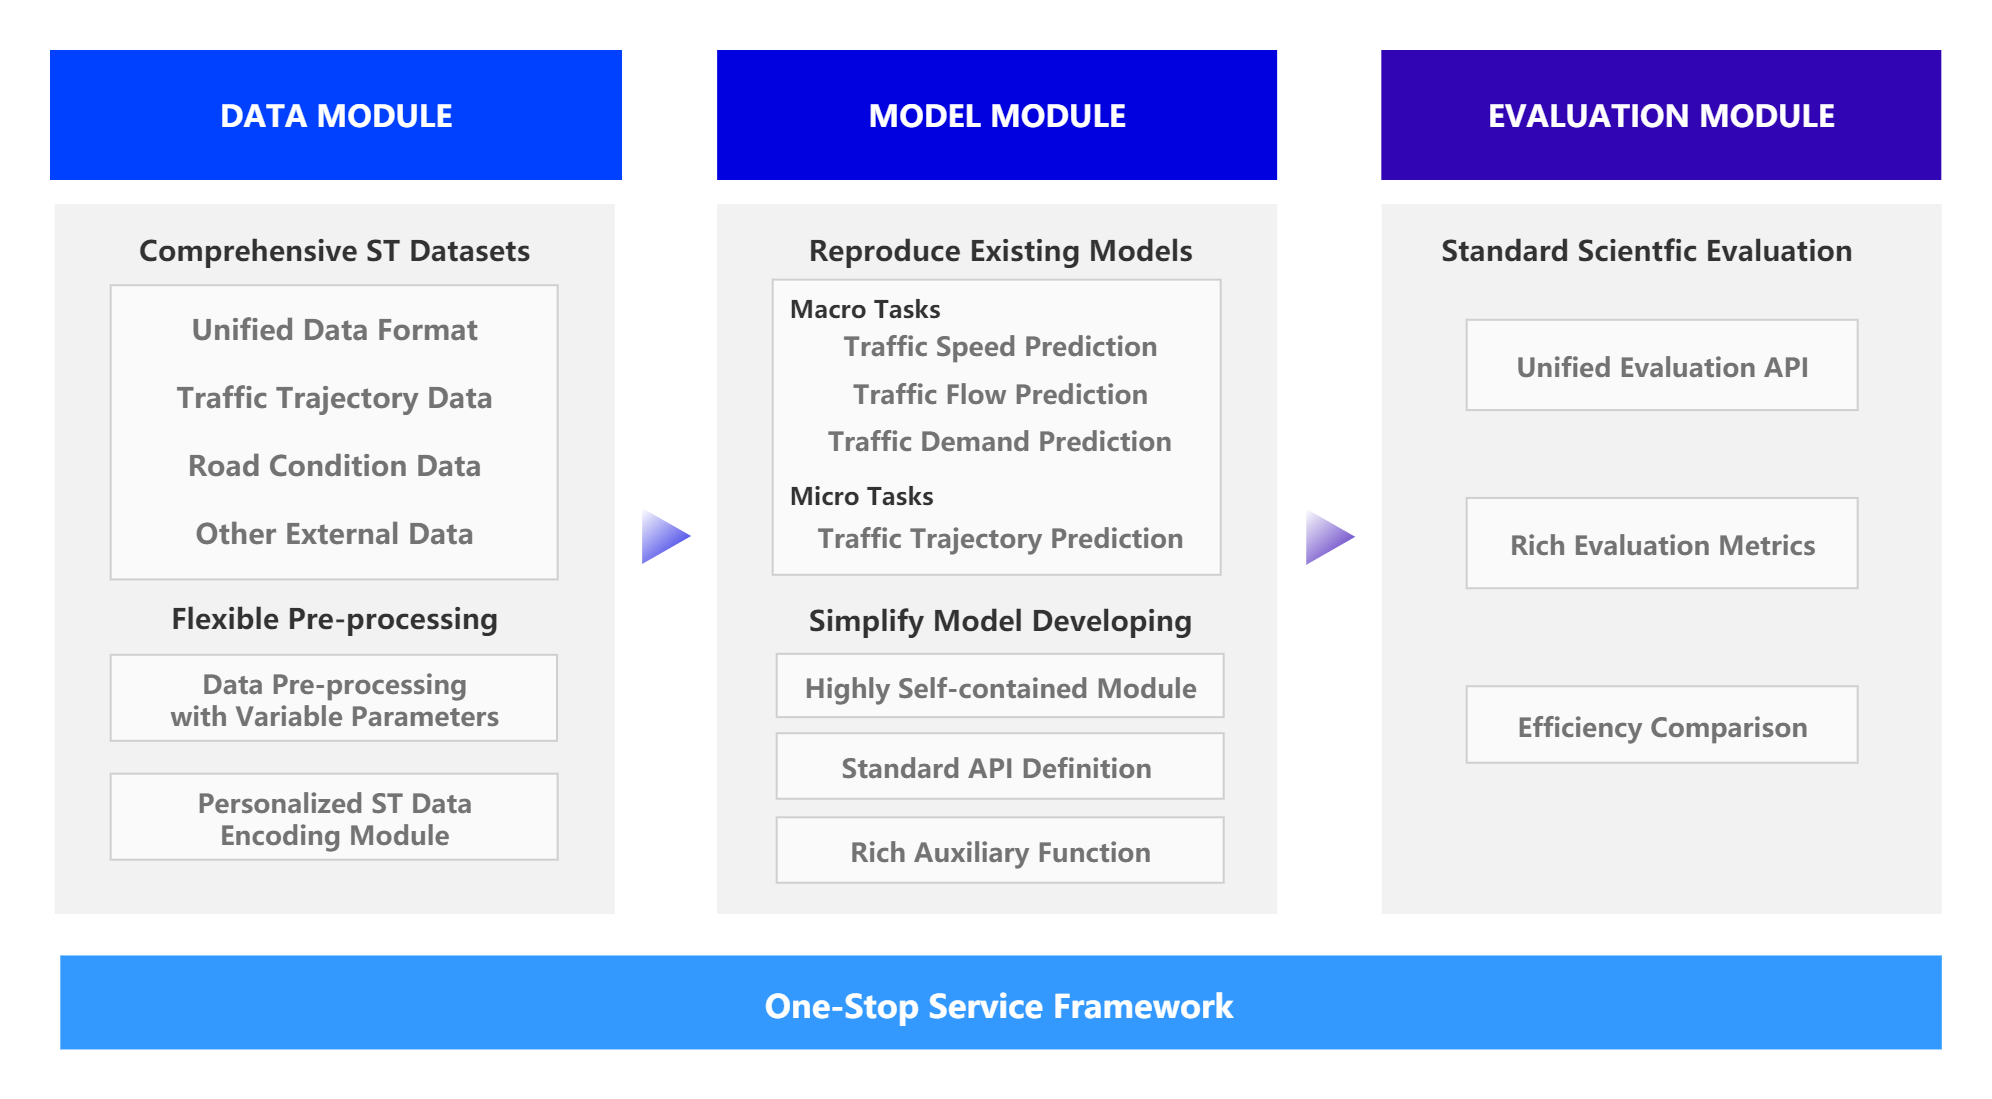 DATA MODULE
Comprehensive ST Datasets
Unified Data Format
Traffic Trajectory Data
Road Condition Data
Other External Data
Flexible Pre-processing
Data Pre-processing
with Variable Parameters
Personalized ST Data
Encoding Module
MODEL MODULE
Reproduce Existing Models
Macro Tasks
Traffic Speed Prediction
Traffic Flow Prediction
Traffic Demand Prediction
Micro Tasks
Traffic Trajectory Prediction
Simplify Model Developing
Highly Self-contained Module
Standard API Definition
Rich Auxiliary Function
EVALUATION MODULE
Standard Scientfic Evaluation
Unified Evaluation API
Rich Evaluation Metrics
Efficiency Comparison
One-Stop Service Framework